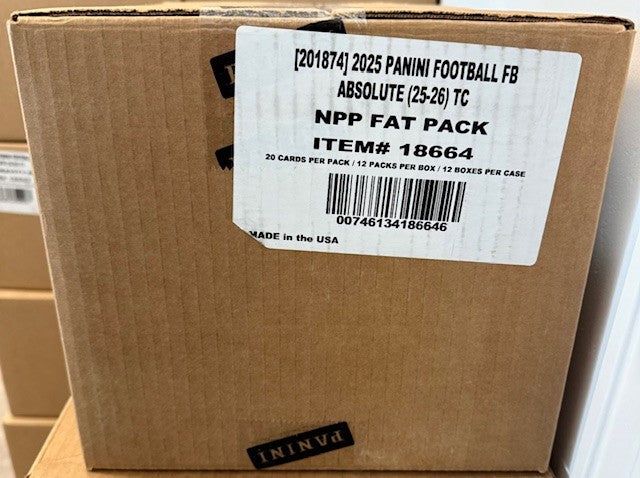 [201874] 2025 PANINI FOOTBALL FB
ABSOLUTE (25-26) TC
NPP FAT PACK
ITEM# 18664
20 CARDS PER PACK / 12 PACKS PER BOX / 12 BOXES PER CASE
00746134186646
MADE in the USA
PANINI